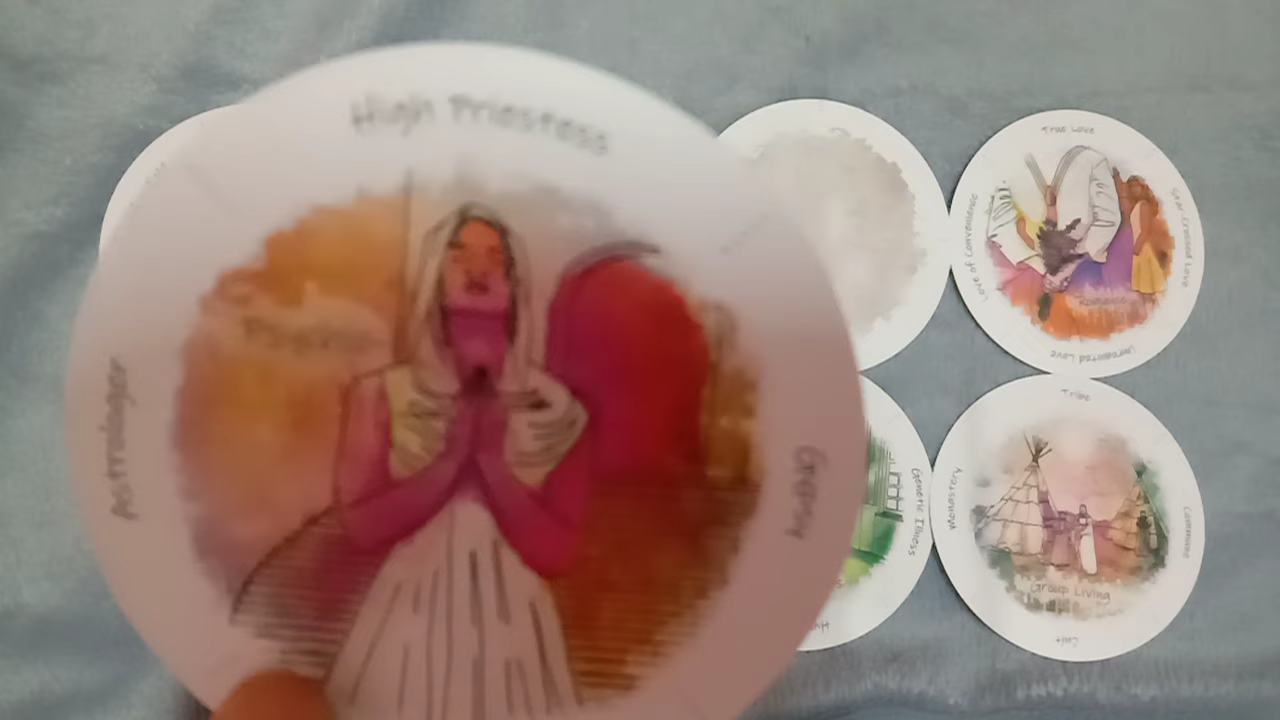 High Priestess
Astrologer
Gypsy
True Love
Star-Crossed Love
Unrequited Love
Love of Convenience
Romance
Genetic Illness
Tribe
Commune
Cult
Monastery
Group Living